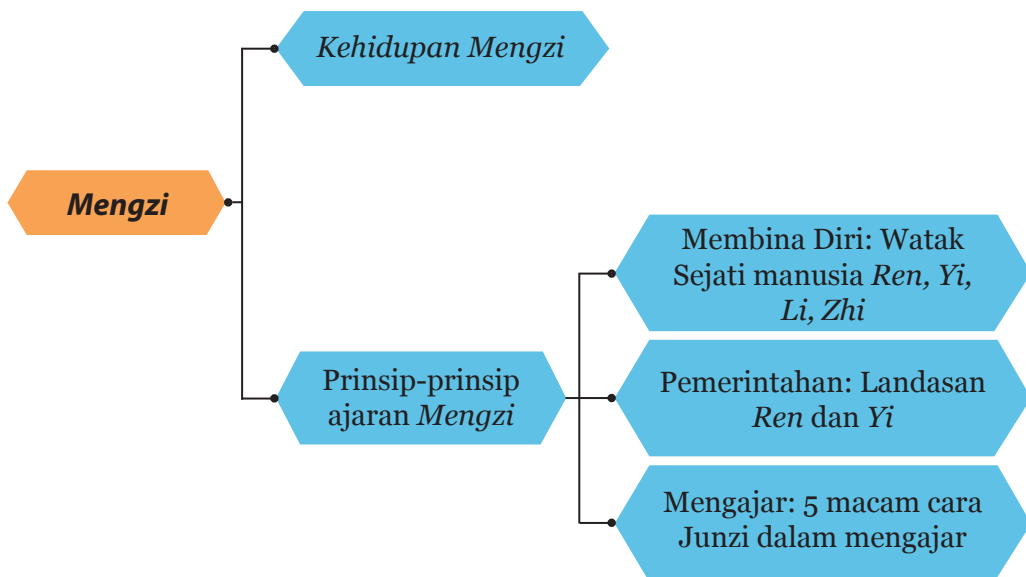 Kehidupan Mengzi
Mengzi
Membina Diri: Watak
Sejati manusia Ren, Yi,
Li, Zhi
Prinsip-prinsip
ajaran Mengzi
Pemerintahan: Landasan
Ren dan Yi
Mengajar: 5 macam cara
Junzi dalam mengajar